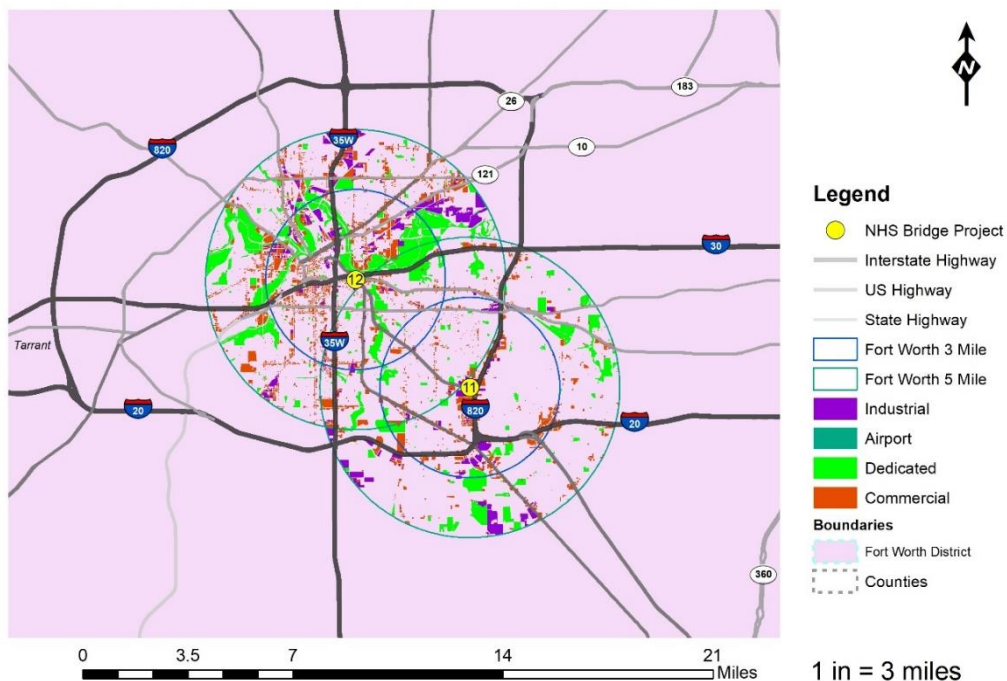 N
35W
820
26
183
10
121
30
12
Tarrant
35W
11
820
20
20
360
Legend
NHS Bridge Project
Interstate Highway
US Highway
State Highway
Fort Worth 3 Mile
Fort Worth 5 Mile
Industrial
Airport
Dedicated
Commercial
Boundaries
Fort Worth District
Counties
0 3.5 7 14 21
Miles
1 in = 3 miles